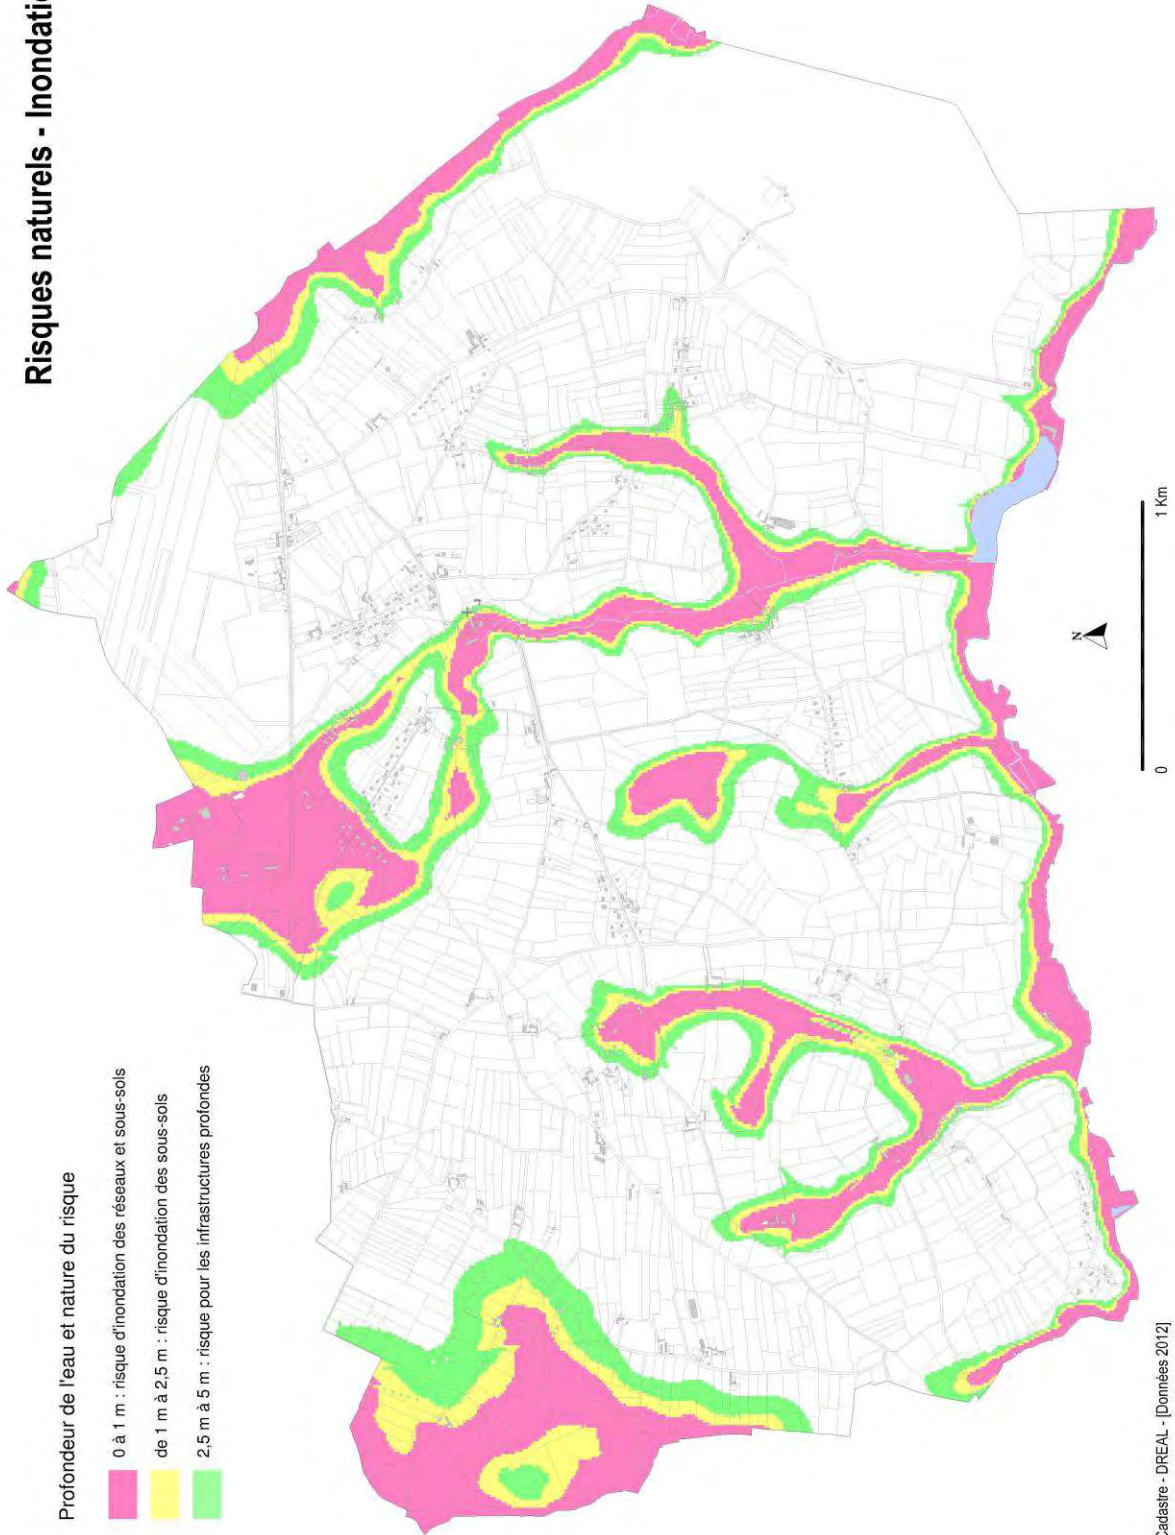 Risques naturels - Inondatio
Profondeur de l'eau et nature du risque
0 à 1 m : risque d'inondation des réseaux et sous-sols
de 1 m à 2,5 m : risque d'inondation des sous-sols
2,5 m à 5 m : risque pour les infrastructures profondes
N
0 1 Km
Cadastre - DREAL - [Données 2012]